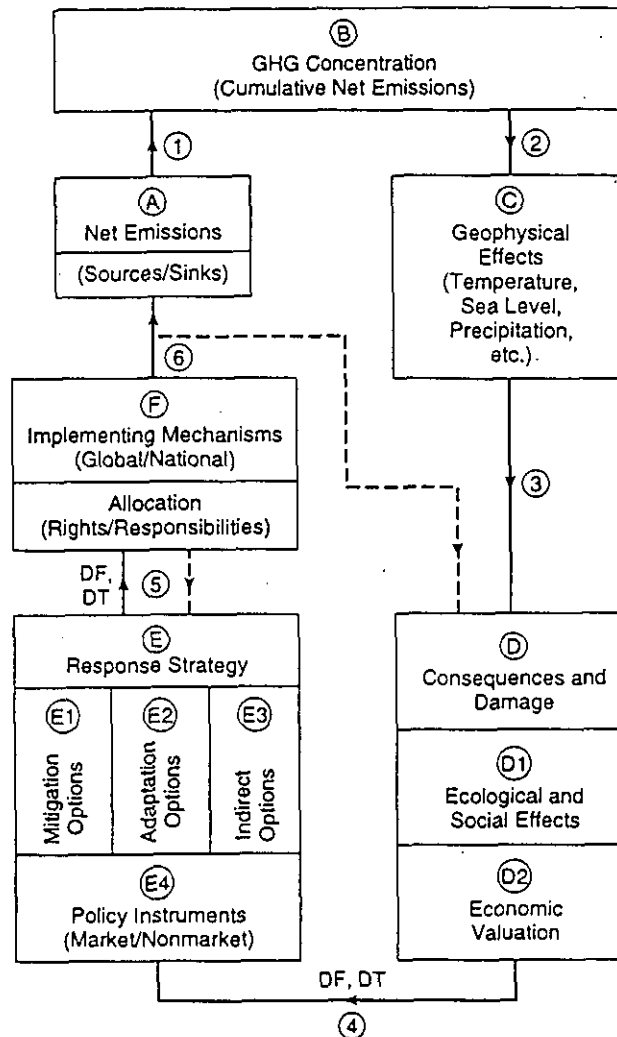 B
GHG Concentration
(Cumulative Net Emissions)
1
2
A
Net Emissions
(Sources/Sinks)
C
Geophysical
Effects
(Temperature,
Sea Level,
Precipitation,
etc.)
6
F
Implementing Mechanisms
(Global/National)
Allocation
(Rights/Responsibilities)
3
DF,
DT
5
E
Response Strategy
E1
Mitigation
Options
E2
Adaptation
Options
E3
Indirect
Options
E4
Policy Instruments
(Market/Nonmarket)
D
Consequences and
Damage
D1
Ecological and
Social Effects
D2
Economic
Valuation
DF, DT
4